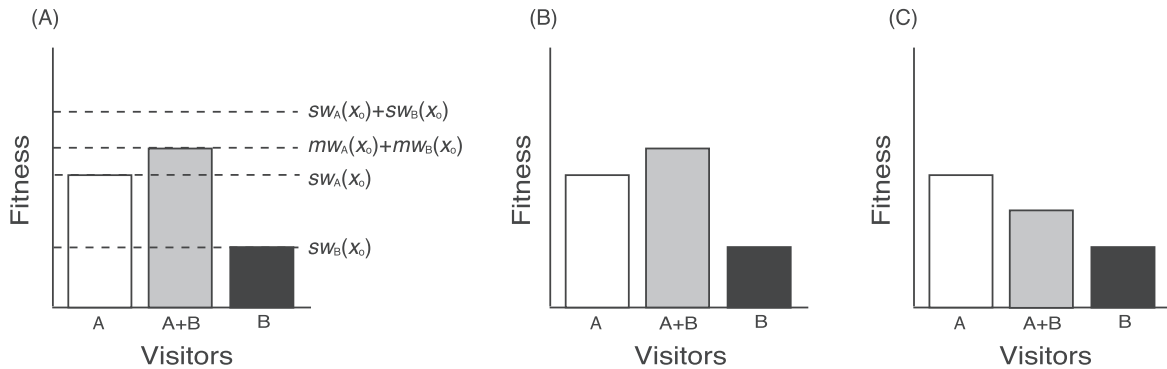 (A)
Fitness
swA(xo)+swB(xo)
mwA(xo)+mwB(xo)
swA(xo)
swB(xo)
A A+B B
Visitors
(B)
Fitness
A A+B B
Visitors
(C)
Fitness
A A+B B
Visitors